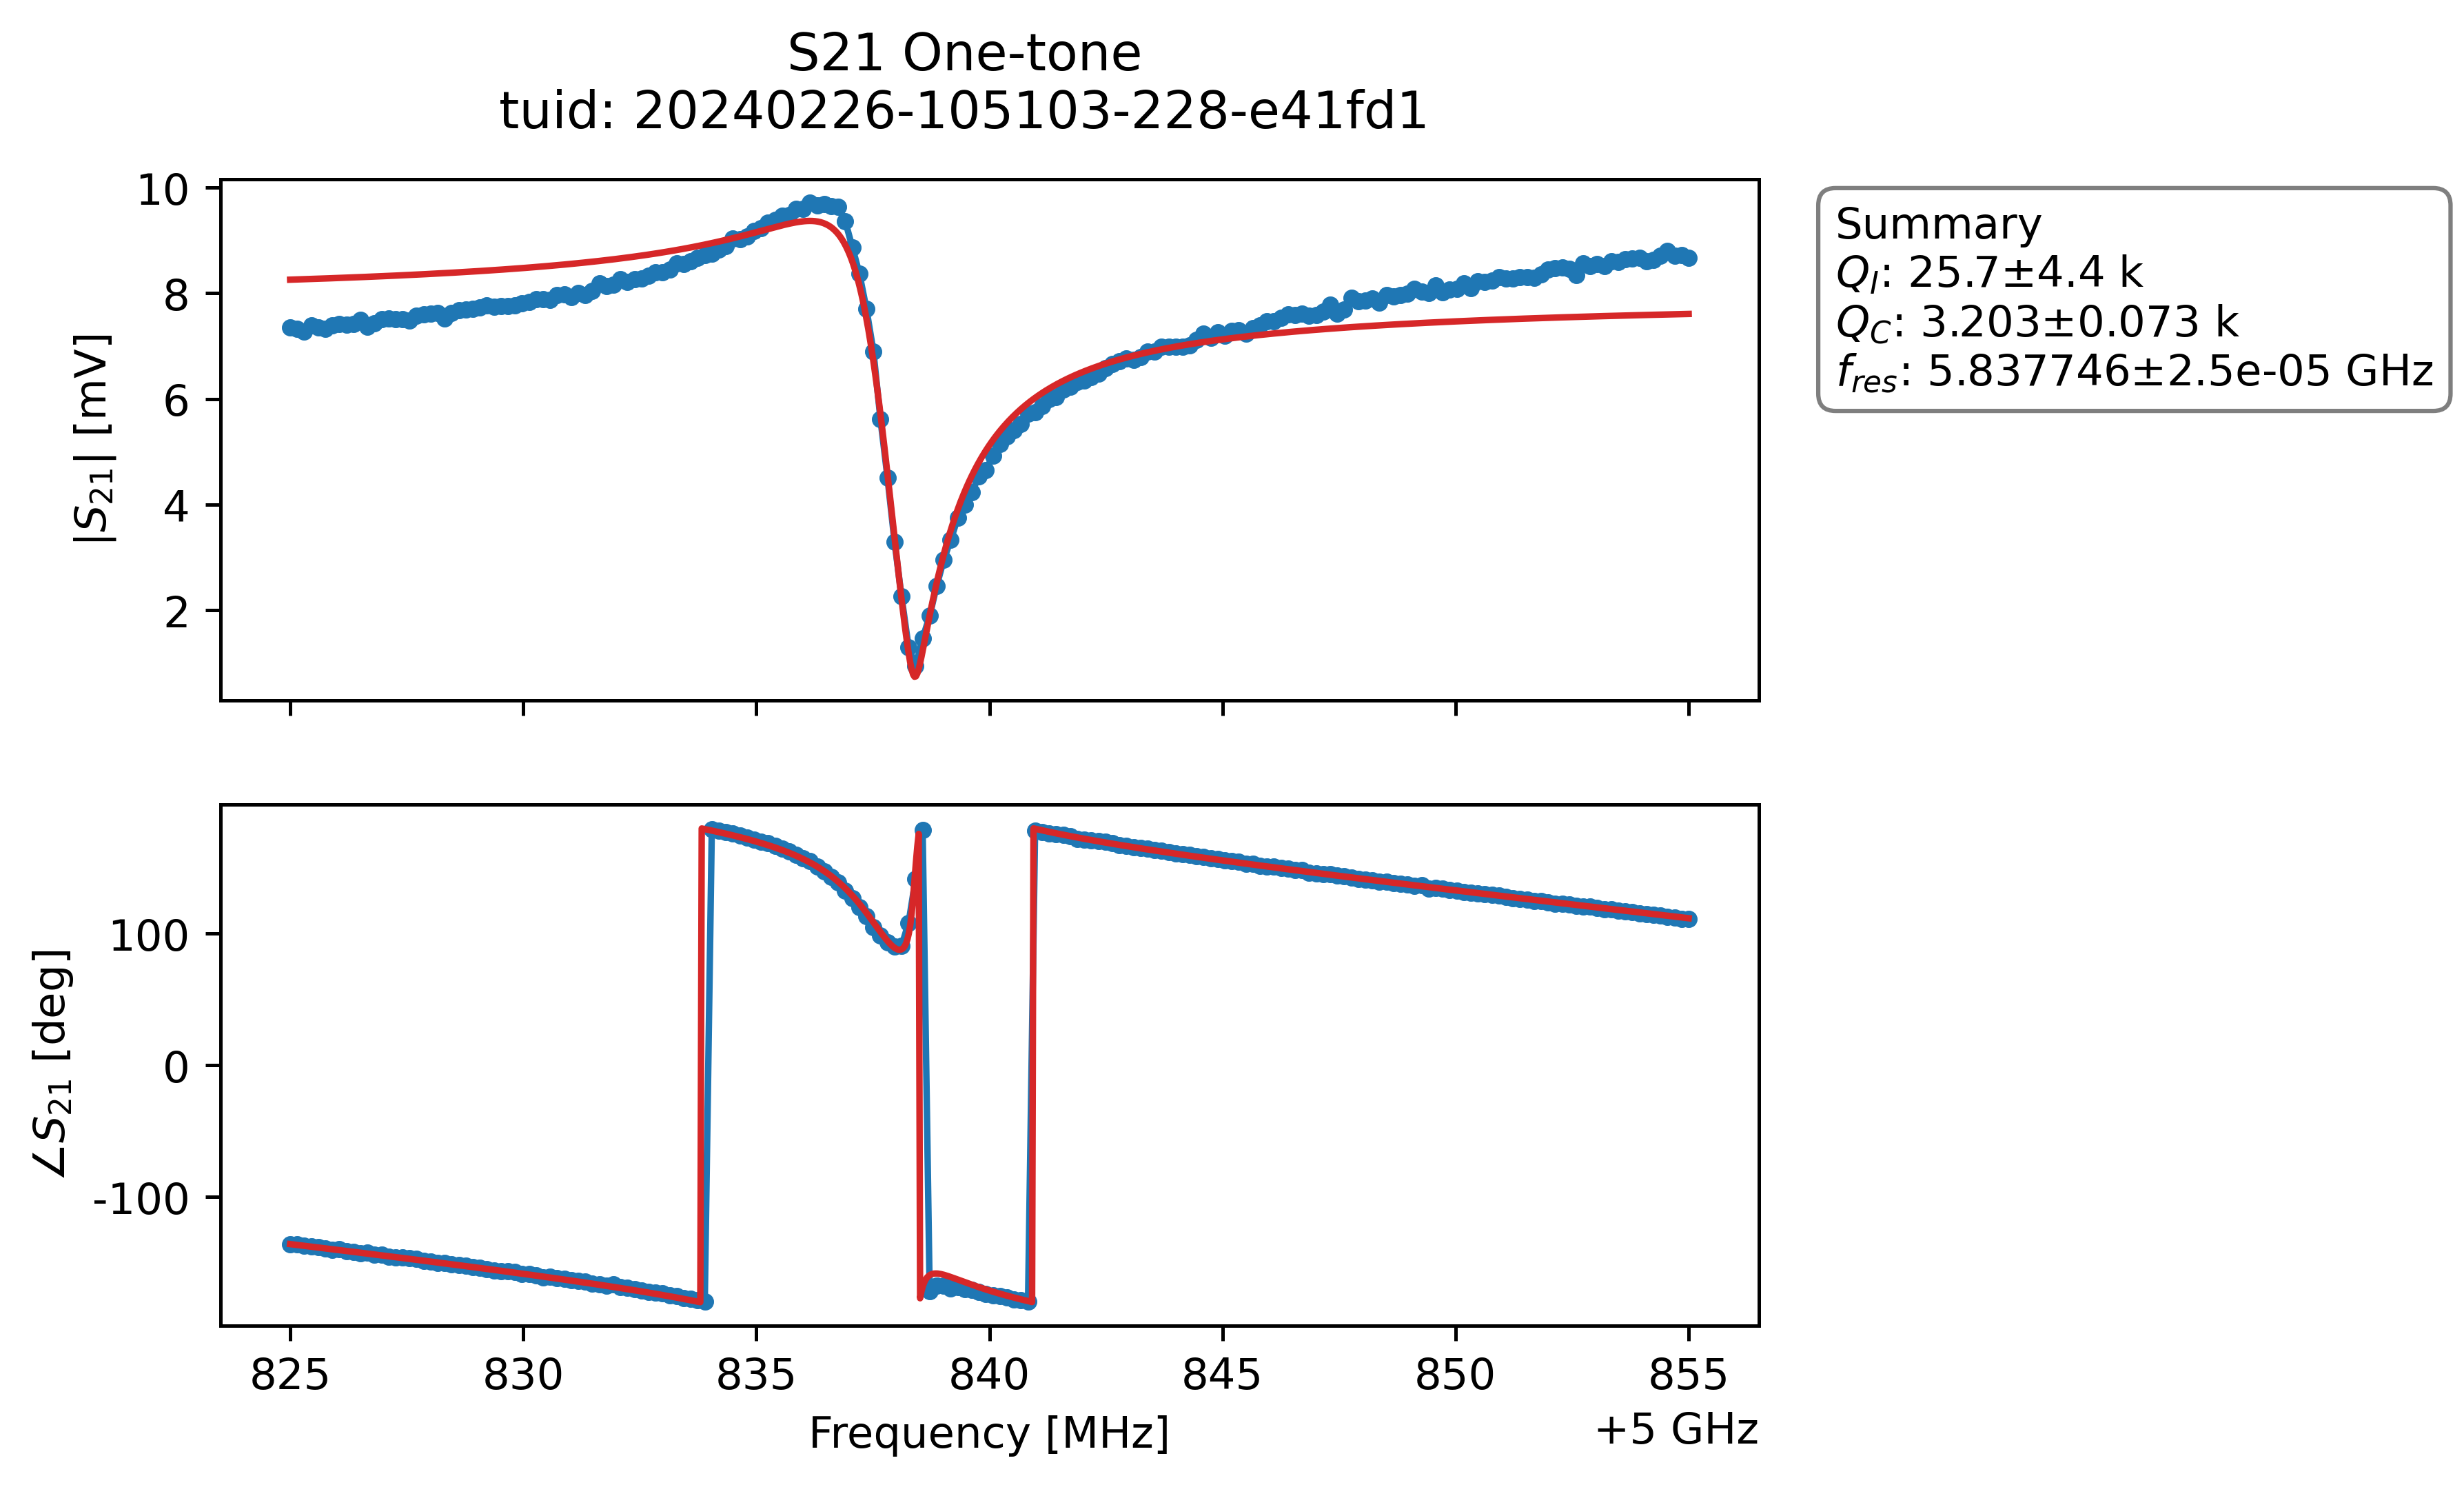 S21 One-tone
tuid: 20240226-105103-228-e41fd1
10
8
6
4
2
|S21| [mV]
Summary
QI: 25.7±4.4 k
QC: 3.203±0.073 k
fres: 5.837746±2.5e-05 GHz
100
0
-100
∠S21 [deg]
825 830 835 840 845 850 855
Frequency [MHz]
+5 GHz